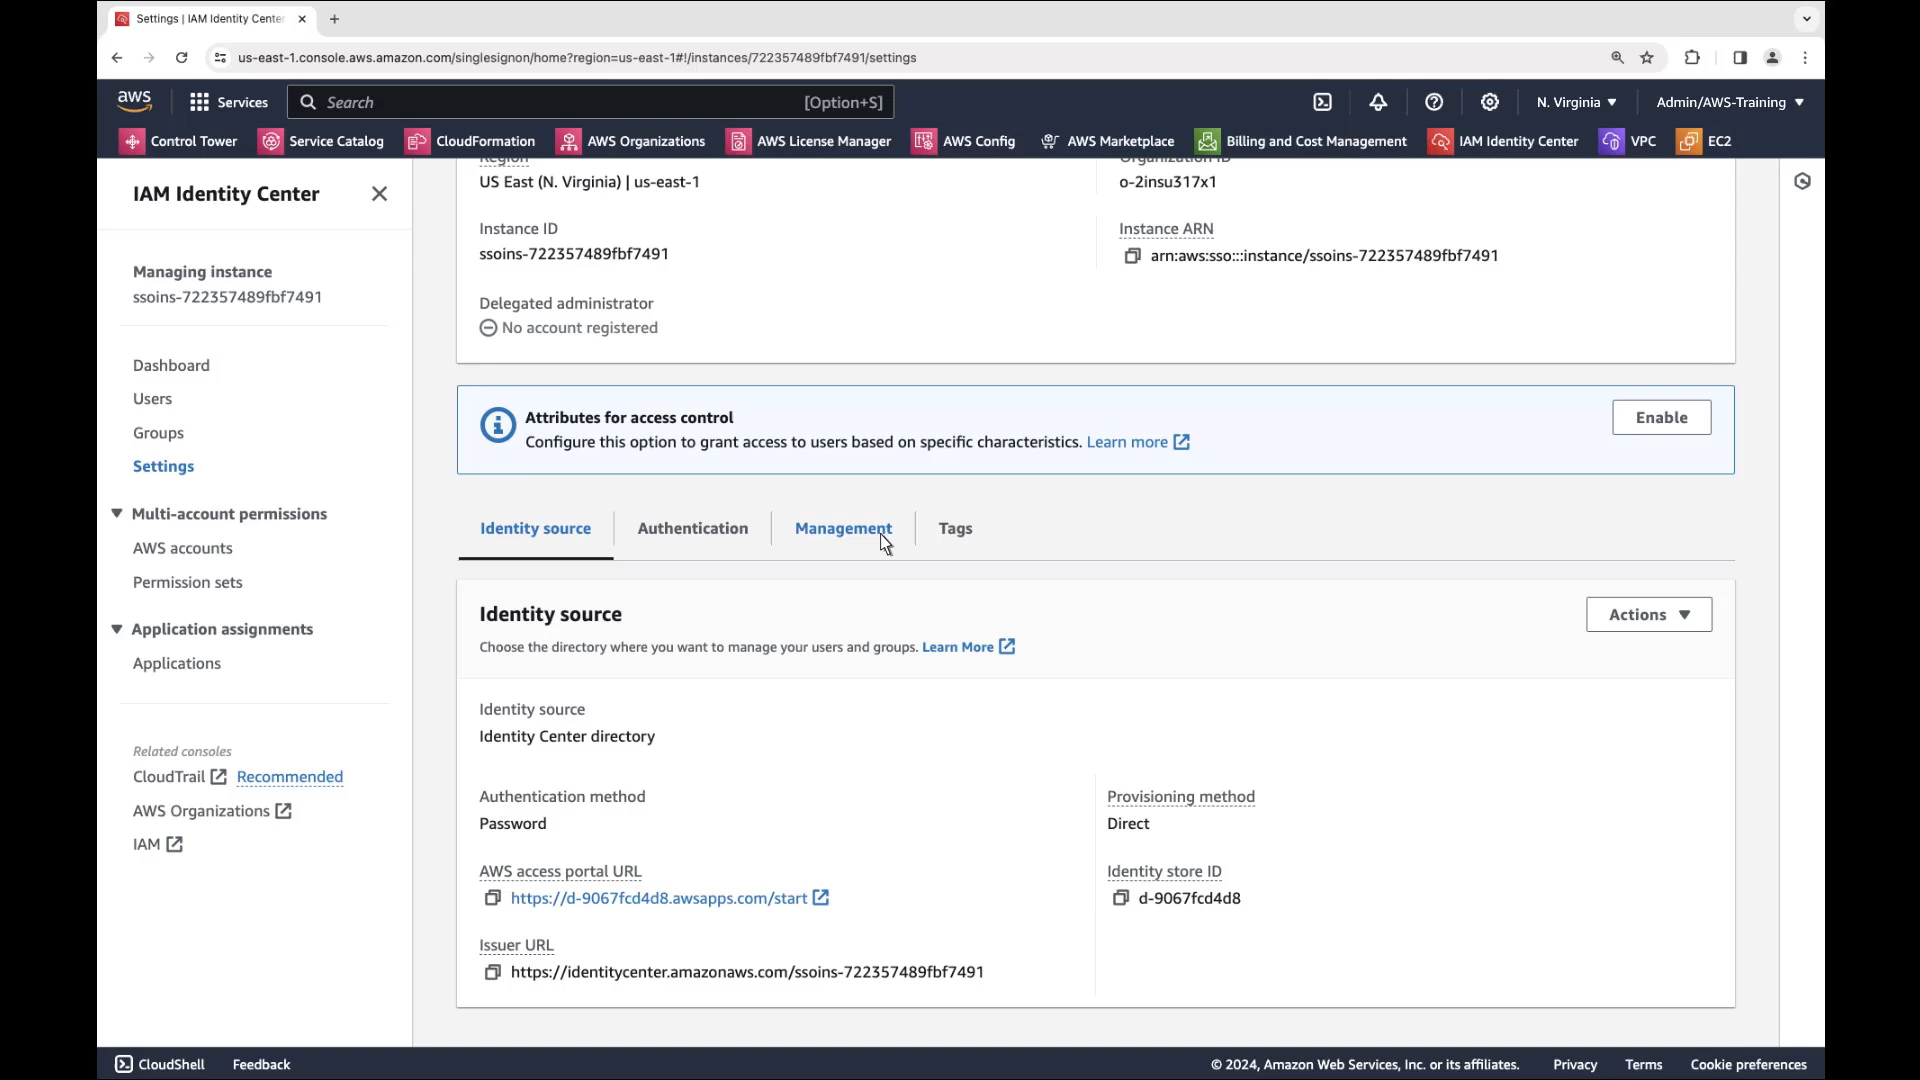 Settings | IAM Identity Center
us-east-1.console.aws.amazon.com/singlesignon/home?region=us-east-1#!/instances/722357489fbf7491/settings
aws
Services
Search
[Option+S]
N. Virginia
Admin/AWS-Training
Control Tower
Service Catalog
CloudFormation
AWS Organizations
AWS License Manager
AWS Config
AWS Marketplace
Billing and Cost Management
IAM Identity Center
VPC
EC2
IAM Identity Center
Managing instance
ssoins-722357489fbf7491
Dashboard
Users
Groups
Settings
Multi-account permissions
AWS accounts
Permission sets
Application assignments
Applications
Related consoles
CloudTrail Recommended
AWS Organizations
IAM
Region
US East (N. Virginia) | us-east-1
Organization ID
o-2insu317x1
Instance ID
ssoins-722357489fbf7491
Instance ARN
arn:aws:sso:::instance/ssoins-722357489fbf7491
Delegated administrator
No account registered
Attributes for access control
Configure this option to grant access to users based on specific characteristics. Learn more
Enable
Identity source
Authentication
Management
Tags
Identity source
Choose the directory where you want to manage your users and groups. Learn More
Actions
Identity source
Identity Center directory
Authentication method
Password
Provisioning method
Direct
AWS access portal URL
https://d-9067fcd4d8.awsapps.com/start
Identity store ID
d-9067fcd4d8
Issuer URL
https://identitycenter.amazonaws.com/ssoins-722357489fbf7491
CloudShell
Feedback
© 2024, Amazon Web Services, Inc. or its affiliates.
Privacy
Terms
Cookie preferences